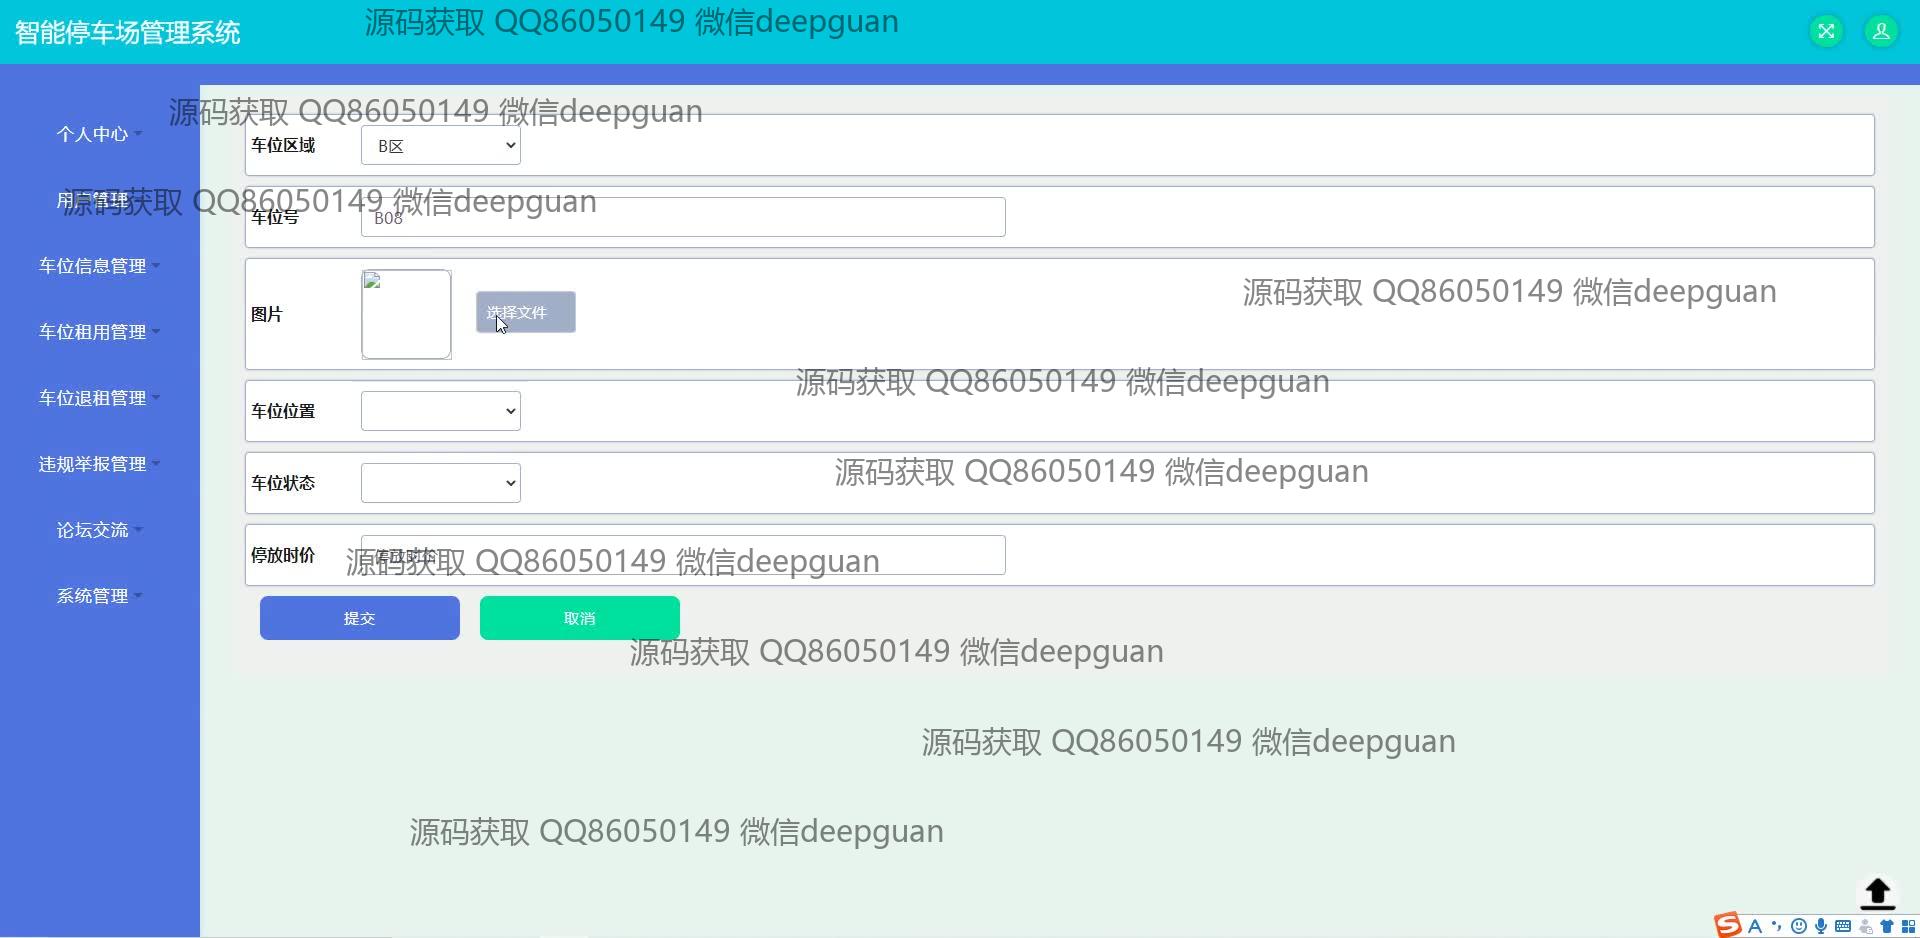 智能停车场管理系统
源码获取 QQ86050149 微信deepguan
源码获取 QQ86050149 微信deepguan
个人中心
车位区域
B区
用户管理
源码获取 QQ86050149 微信deepguan
车位号
B08
车位信息管理
源码获取 QQ86050149 微信deepguan
图片
选择文件
车位租用管理
源码获取 QQ86050149 微信deepguan
车位退租管理
车位位置
违规举报管理
源码获取 QQ86050149 微信deepguan
车位状态
论坛交流
停放时价
停放时价
源码获取 QQ86050149 微信deepguan
系统管理
提交
取消
源码获取 QQ86050149 微信deepguan
源码获取 QQ86050149 微信deepguan
源码获取 QQ86050149 微信deepguan
S A